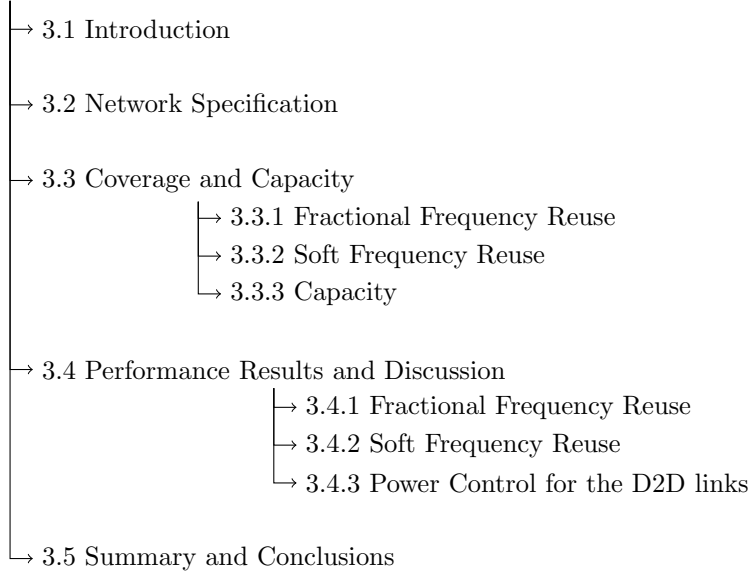 3.1 Introduction
3.2 Network Specification
3.3 Coverage and Capacity
3.3.1 Fractional Frequency Reuse
3.3.2 Soft Frequency Reuse
3.3.3 Capacity
3.4 Performance Results and Discussion
3.4.1 Fractional Frequency Reuse
3.4.2 Soft Frequency Reuse
3.4.3 Power Control for the D2D links
3.5 Summary and Conclusions